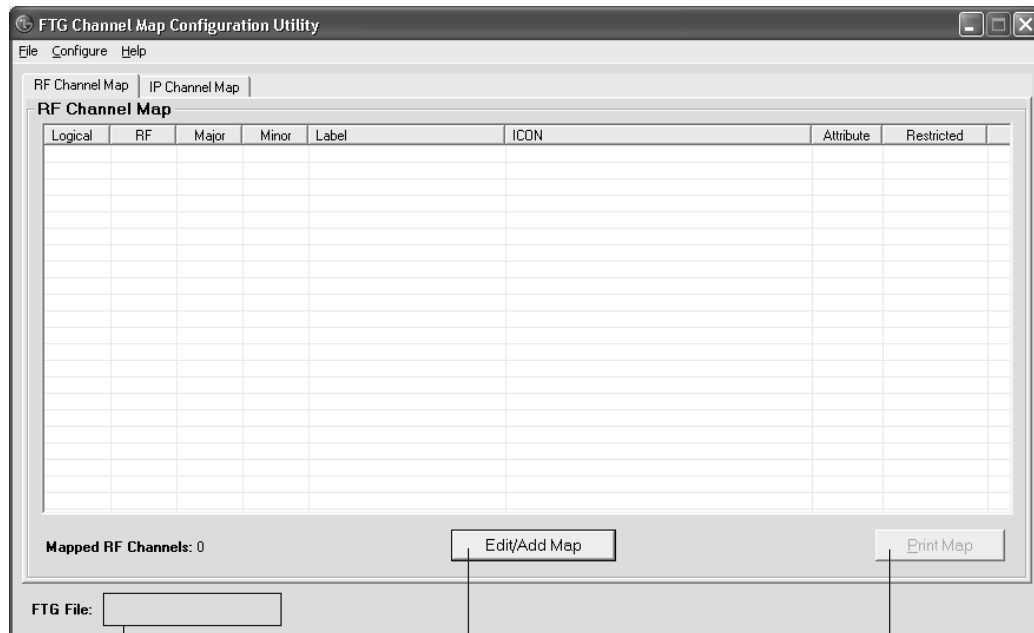 FTG Channel Map Configuration Utility
File Configure Help
RF Channel Map IP Channel Map
RF Channel Map
Logical RF Major Minor Label ICON Attribute Restricted
Mapped RF Channels: 0 Edit/Add Map Print Map
FTG File: